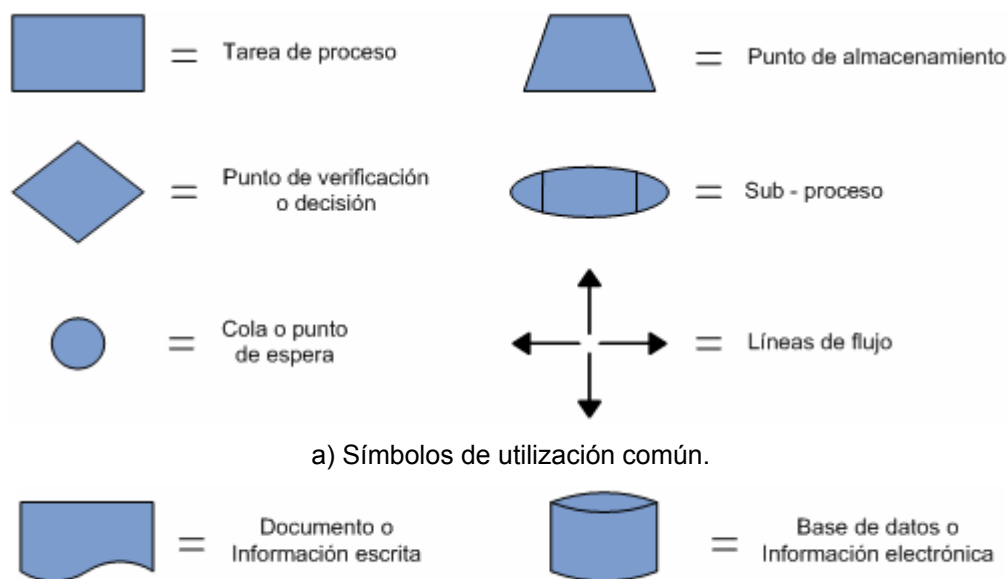 = Tarea de proceso
= Punto de almacenamiento
= Punto de verificación
o decisión
= Sub - proceso
= Cola o punto
de espera
= Líneas de flujo
a) Símbolos de utilización común.
= Documento o
Información escrita
= Base de datos o
Información electrónica